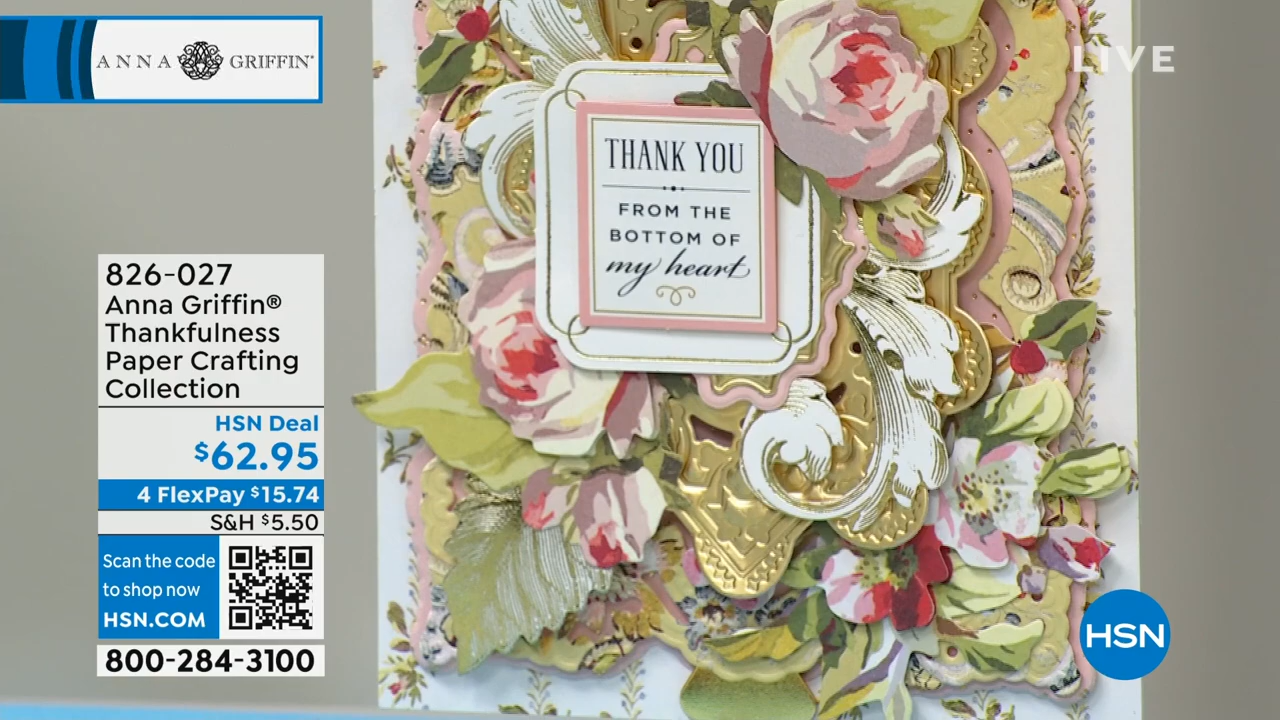 ANNA GRIFFIN®
LIVE
THANK YOU
FROM THE
BOTTOM OF
my heart
826-027
Anna Griffin®
Thankfulness
Paper Crafting
Collection
HSN Deal
$62.95
4 FlexPay $15.74
S&H $5.50
Scan the code
to shop now
HSN.COM
800-284-3100
HSN